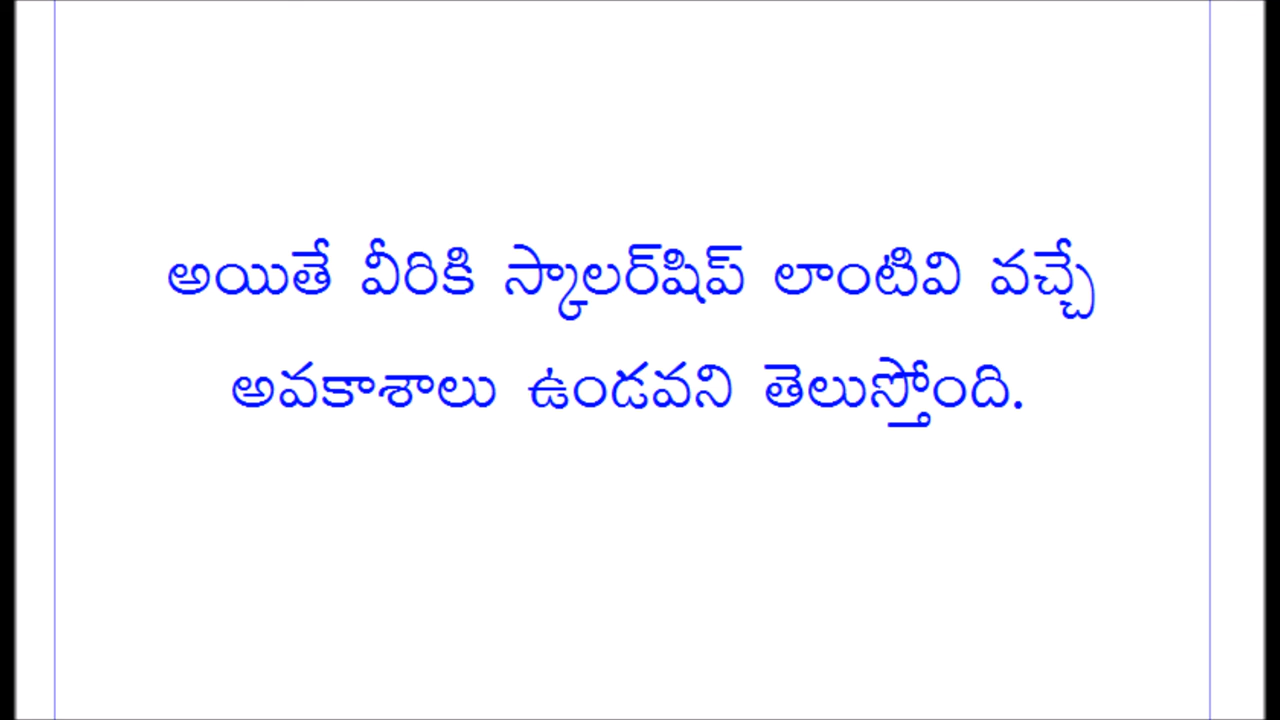 అయితే వీరికి స్కాలర్‌షిప్ లాంటివి వచ్చే
అవకాశాలు ఉండవని తెలుస్తోంది.